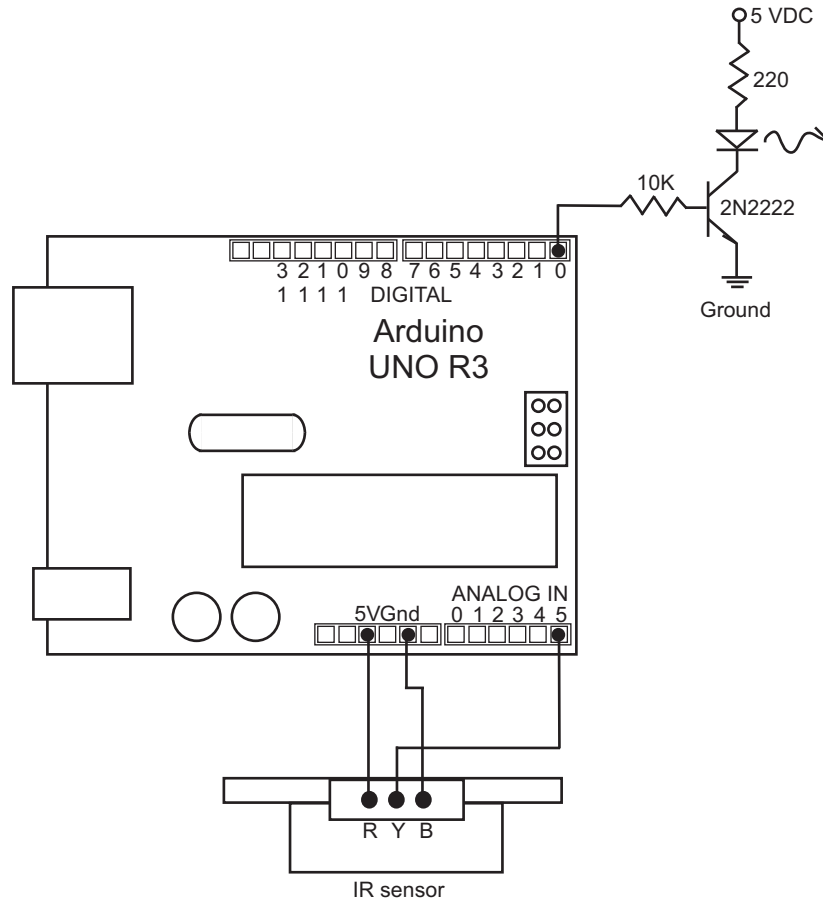 5 VDC
220
10K
2N2222
Ground
3 2 1 0 9 8 7 6 5 4 3 2 1 0
1 1 1 1 DIGITAL
Arduino
UNO R3
ANALOG IN
5VGnd 0 1 2 3 4 5
R Y B
IR sensor